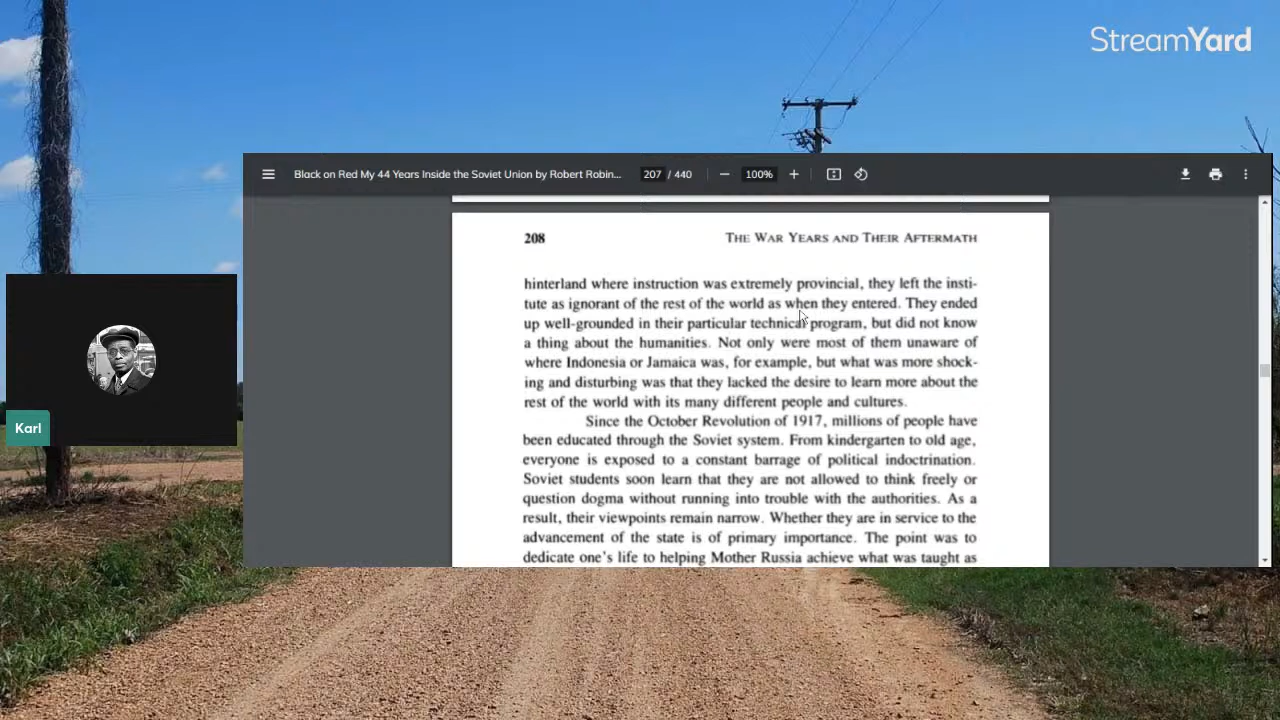 StreamYard
Black on Red My 44 Years Inside the Soviet Union by Robert Robin...
207 / 440
100%
208
THE WAR YEARS AND THEIR AFTERMATH
hinterland where instruction was extremely provincial, they left the insti-
tute as ignorant of the rest of the world as when they entered. They ended
up well-grounded in their particular technical program, but did not know
a thing about the humanities. Not only were most of them unaware of
where Indonesia or Jamaica was, for example, but what was more shock-
ing and disturbing was that they lacked the desire to learn more about the
rest of the world with its many different people and cultures.
Since the October Revolution of 1917, millions of people have
been educated through the Soviet system. From kindergarten to old age,
everyone is exposed to a constant barrage of political indoctrination.
Soviet students soon learn that they are not allowed to think freely or
question dogma without running into trouble with the authorities. As a
result, their viewpoints remain narrow. Whether they are in service to the
advancement of the state is of primary importance. The point was to
dedicate one's life to helping Mother Russia achieve what was taught as
Karl